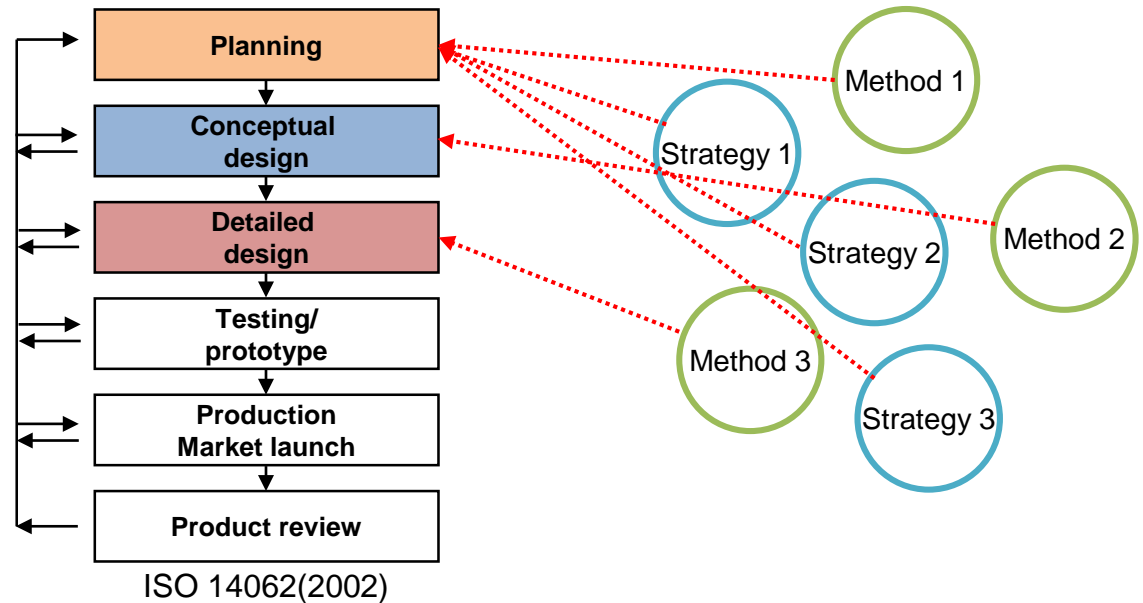 Planning
Conceptual
design
Detailed
design
Testing/
prototype
Production
Market launch
Product review
ISO 14062(2002)
Method 1
Strategy 1
Strategy 2
Method 2
Method 3
Strategy 3